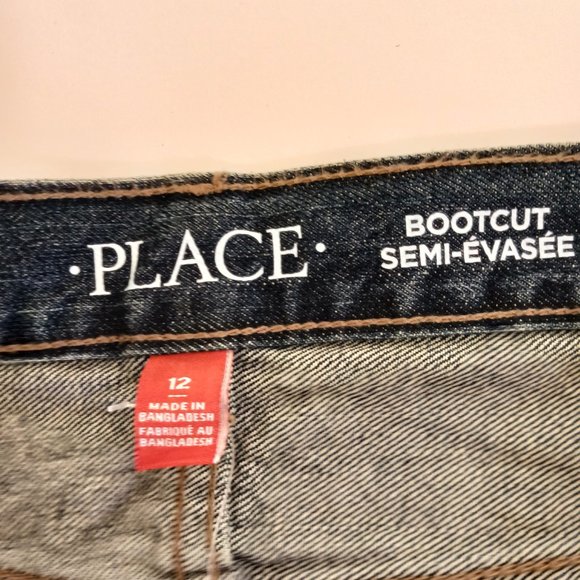 ·PLACE·
BOOTCUT
SEMI-ÉVASÉE
12
MADE IN
BANGLADESH
FABRIQUÉ AU
BANGLADESH